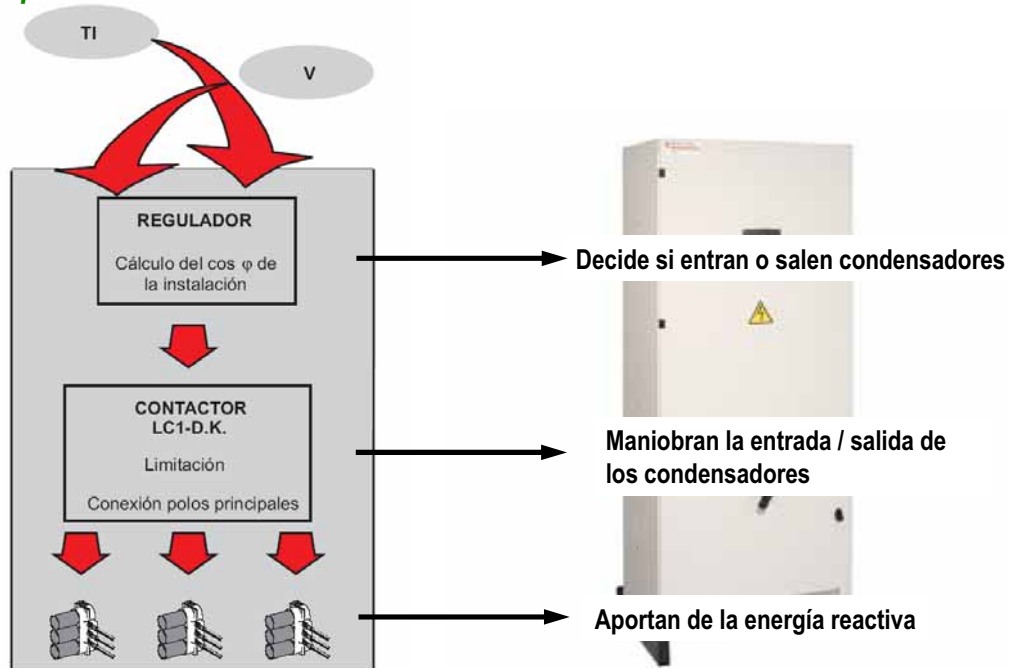 TI
V
REGULADOR
Cálculo del cos φ de
la instalación
Decide si entran o salen condensadores
CONTACTOR
LC1-D.K.
Limitación
Conexión polos principales
Maniobran la entrada / salida de
los condensadores
Aportan de la energía reactiva